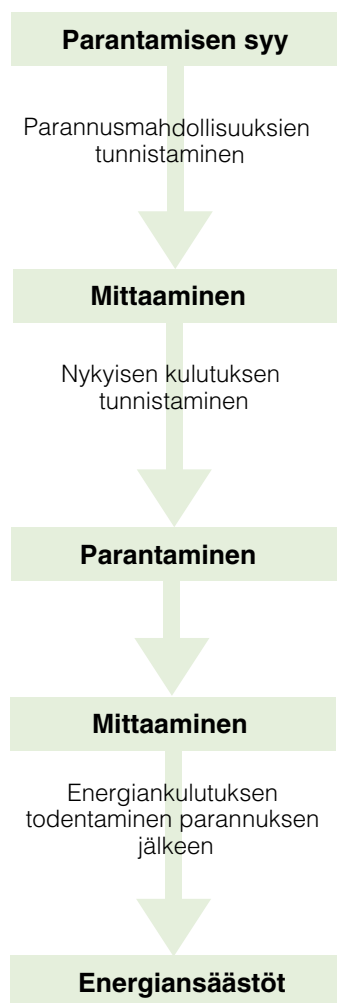 Parantamisen syy
Parannusmahdollisuuksien
tunnistaminen
Mittaaminen
Nykyisen kulutuksen
tunnistaminen
Parantaminen
Mittaaminen
Energiankulutuksen
todentaminen parannuksen
jälkeen
Energiansäästöt